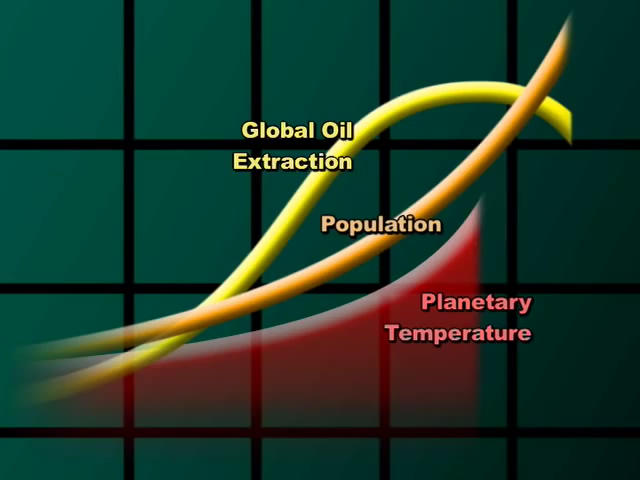 Global Oil
Extraction
Population
Planetary
Temperature